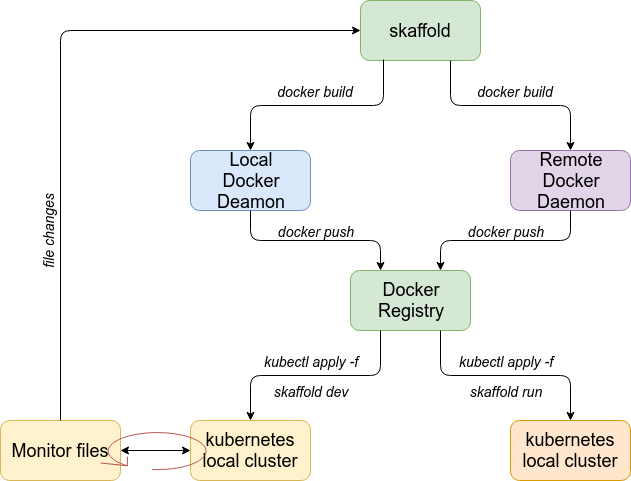 skaffold
docker build
docker build
Local
Docker
Deamon
Remote
Docker
Daemon
file changes
docker push
docker push
Docker
Registry
kubectl apply -f
kubectl apply -f
skaffold dev
skaffold run
Monitor files
kubernetes
local cluster
kubernetes
local cluster